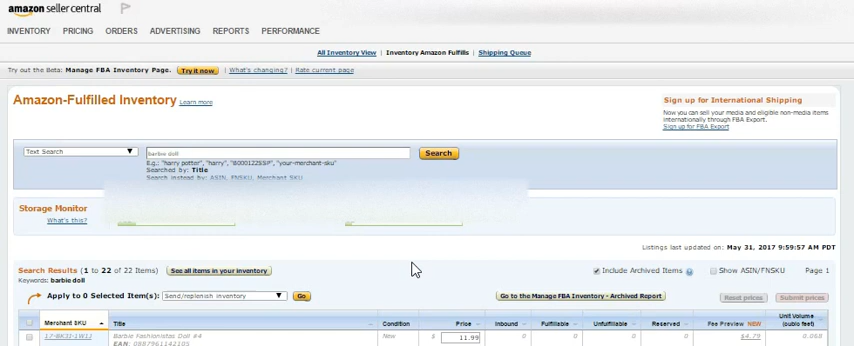 amazon seller central
INVENTORY PRICING ORDERS ADVERTISING REPORTS PERFORMANCE
All Inventory View | Inventory Amazon Fulfills | Shipping Queue
Try out the Beta: Manage FBA Inventory Page. Try it now | What's changing? | Rate current page
Amazon-Fulfilled Inventory Learn more
Sign up for International Shipping
Now you can sell your media and eligible non-media items
internationally through FBA Export.
Sign up for FBA Export
Text Search barbie doll Search
E.g.: "harry potter", "harry", "B000122SSP", "your-merchant-sku"
Searched by: Title
Search instead by: ASIN, FNSKU, Merchant SKU
Storage Monitor
What's this?
Listings last updated on: May 31, 2017 9:59:57 AM PDT
Search Results (1 to 22 of 22 Items) See all items in your inventory Include Archived Items Show ASIN/FNSKU Page 1
Keywords: barbie doll
Apply to 0 Selected Item(s): Send/replenish inventory Go Go to the Manage FBA Inventory - Archived Report Reset prices Submit prices
Merchant SKU Title Condition Price Inbound Fulfillable Unfulfillable Reserved Fee Preview NEW Unit Volume (cubic feet)
Barbie Fashionistas Doll #4 New $ 11.99 0 0 0 0 $4.79 0.068
EAN: 0887961142105